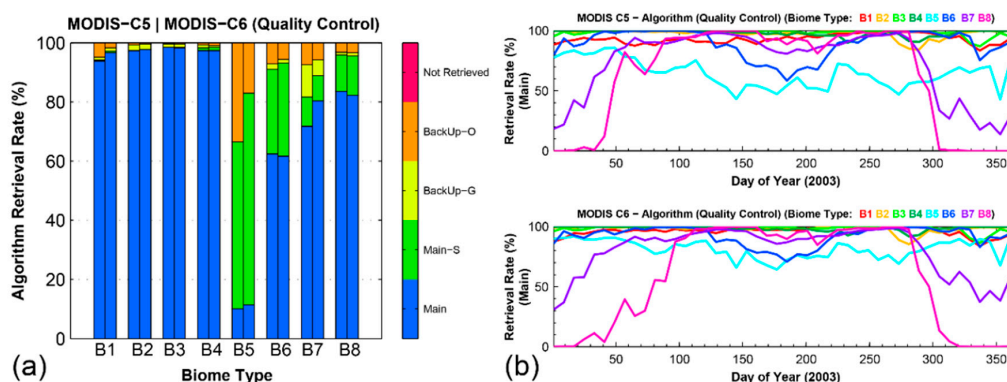 MODIS-C5 | MODIS-C6 (Quality Control)
Algorithm Retrieval Rate (%)
100
80
60
40
20
0
B1 B2 B3 B4 B5 B6 B7 B8
Biome Type
Not Retrieved
BackUp-O
BackUp-G
Main-S
Main
(a)
MODIS C5 - Algorithm (Quality Control) (Biome Type: B1 B2 B3 B4 B5 B6 B7 B8)
Retrieval Rate (%)
(Main)
100
50
0
50 100 150 200 250 300 350
Day of Year (2003)
MODIS C6 - Algorithm (Quality Control) (Biome Type: B1 B2 B3 B4 B5 B6 B7 B8)
Retrieval Rate (%)
(Main)
100
50
0
50 100 150 200 250 300 350
Day of Year (2003)
(b)